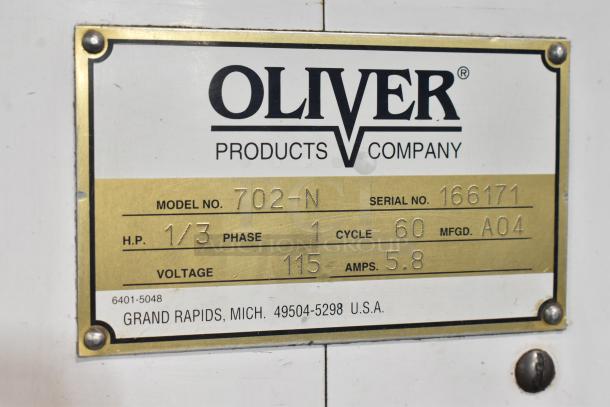 OLIVER®
PRODUCTS COMPANY
MODEL NO. 702-N SERIAL NO. 166171
H.P. 1/3 PHASE 1 CYCLE 60 MFGD. A04
VOLTAGE 115 AMPS. 5.8
6401-5048
GRAND RAPIDS, MICH. 49504-5298 U.S.A.